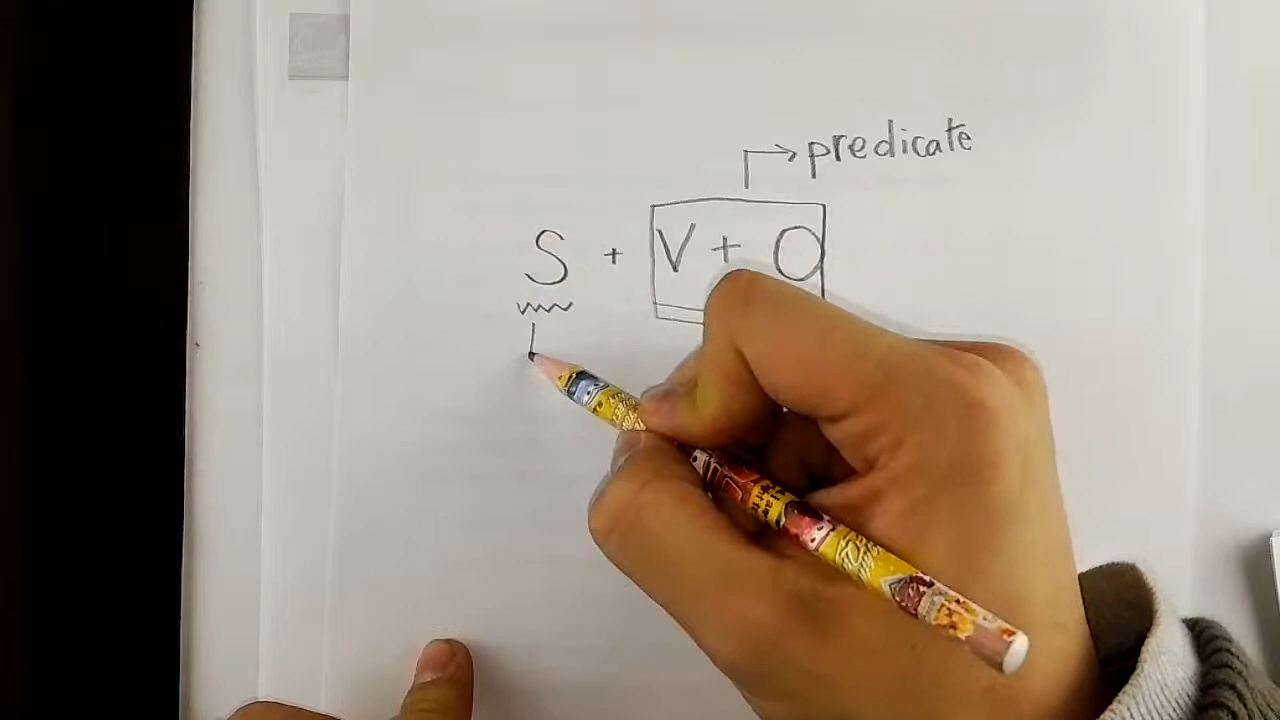 predicate
S + V + O